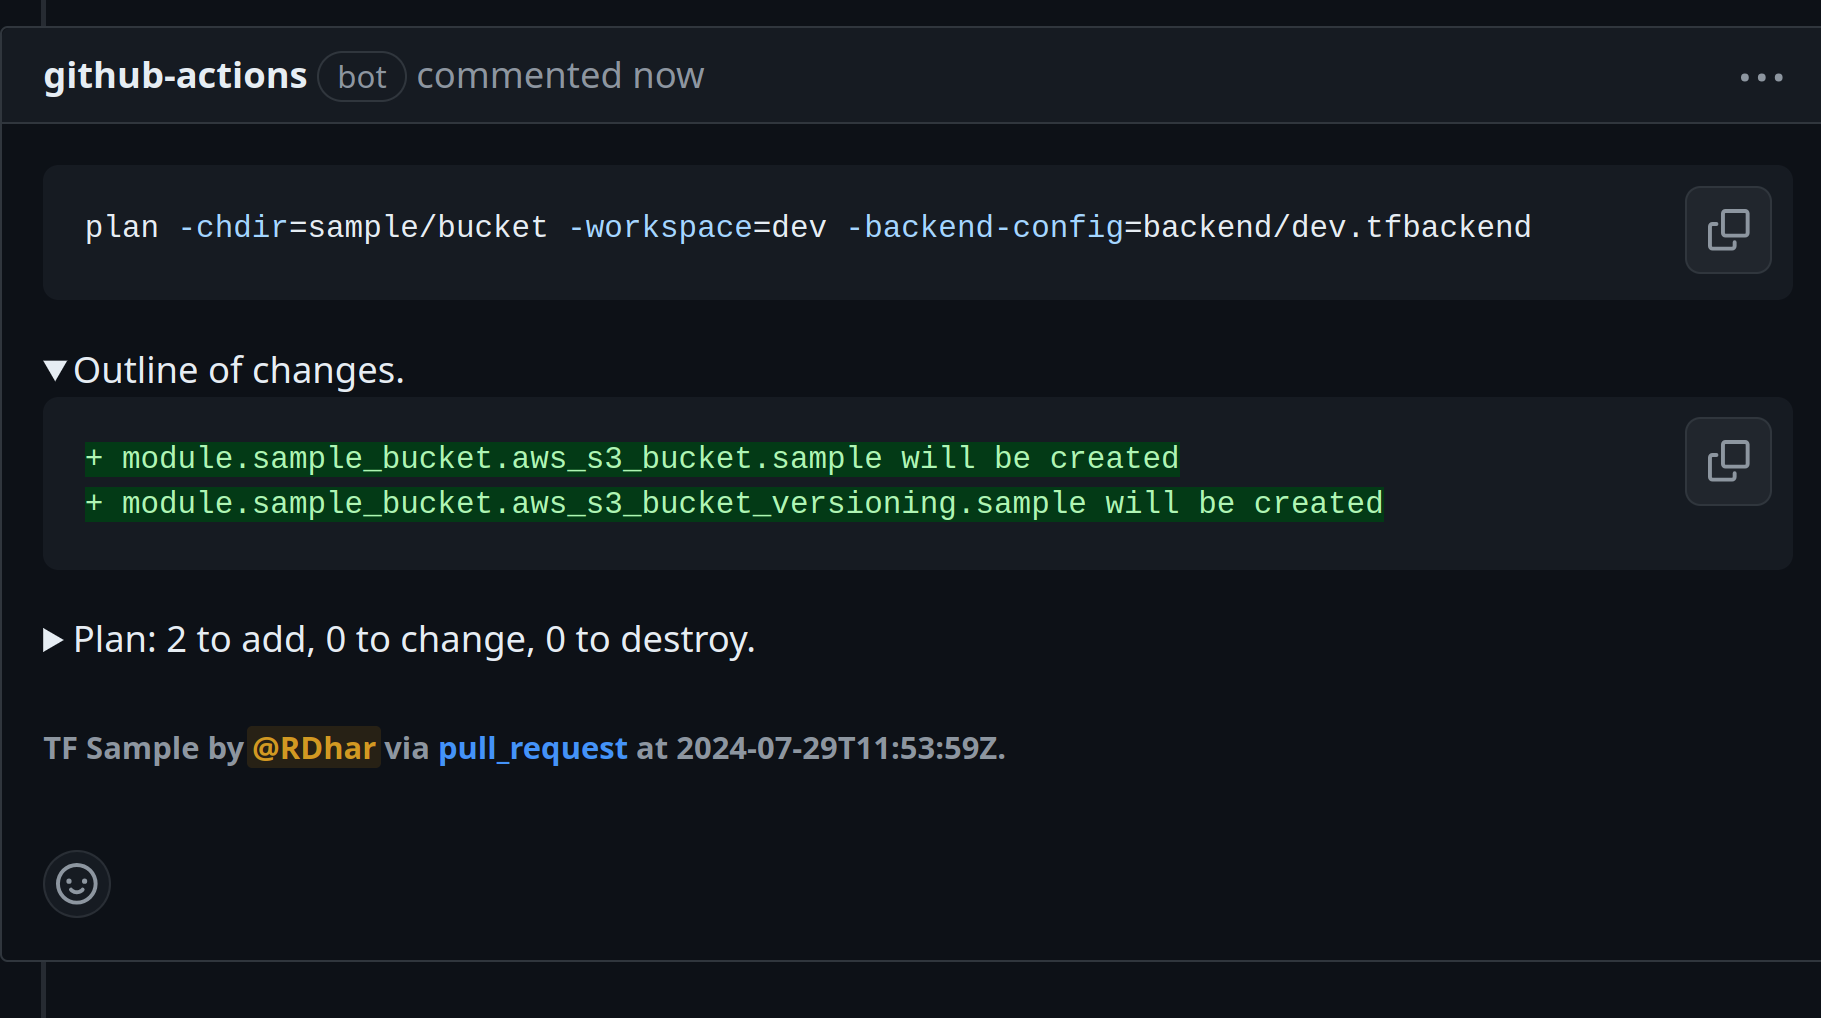 github-actions bot commented now
plan -chdir=sample/bucket -workspace=dev -backend-config=backend/dev.tfbackend
▼ Outline of changes.
+ module.sample_bucket.aws_s3_bucket.sample will be created
+ module.sample_bucket.aws_s3_bucket_versioning.sample will be created
▶ Plan: 2 to add, 0 to change, 0 to destroy.
TF Sample by @RDhar via pull_request at 2024-07-29T11:53:59Z.